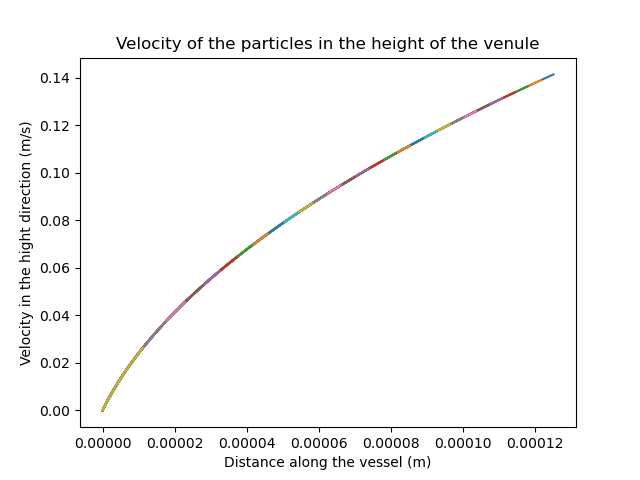 Velocity of the particles in the height of the venule
0.14
0.12
0.10
0.08
0.06
0.04
0.02
0.00
Velocity in the hight direction (m/s)
0.00000 0.00002 0.00004 0.00006 0.00008 0.00010 0.00012
Distance along the vessel (m)